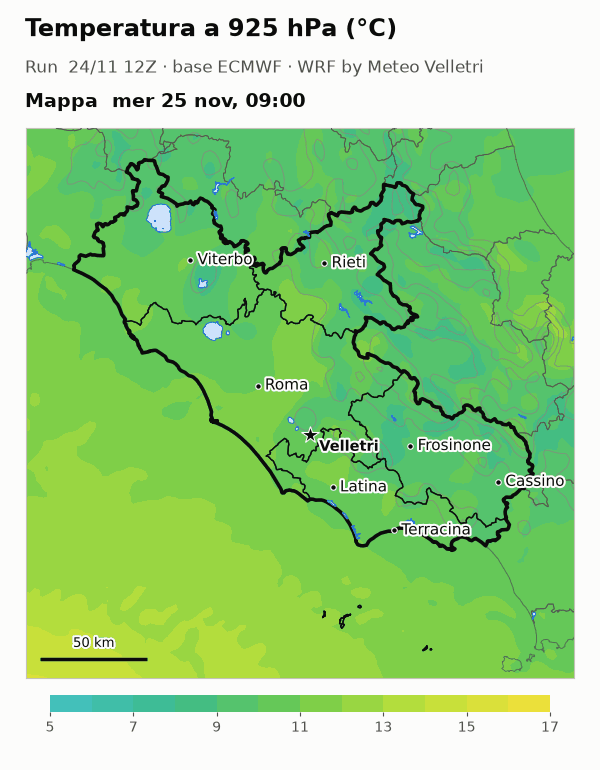 Temperatura a 925 hPa (°C)
Run  24/11 12Z · base ECMWF · WRF by Meteo Velletri
Mappa  mer 25 nov, 09:00
Viterbo
Rieti
Roma
Velletri
Frosinone
Latina
Cassino
Terracina
50 km
5 7 9 11 13 15 17